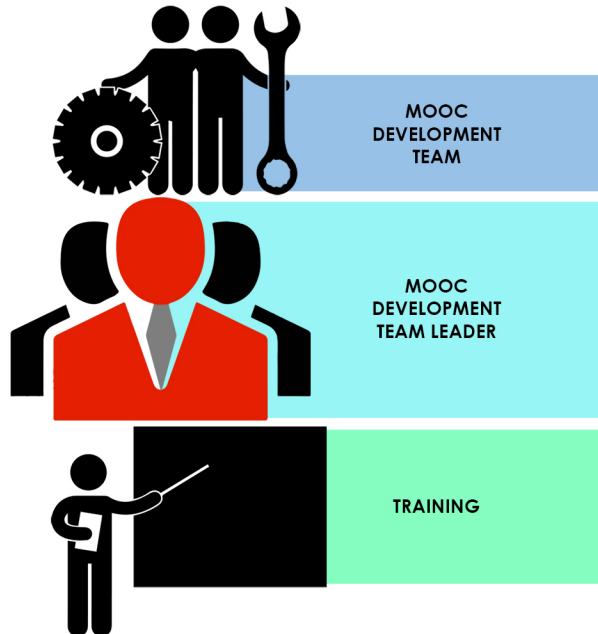 MOOC
DEVELOPMENT
TEAM
MOOC
DEVELOPMENT
TEAM LEADER
TRAINING